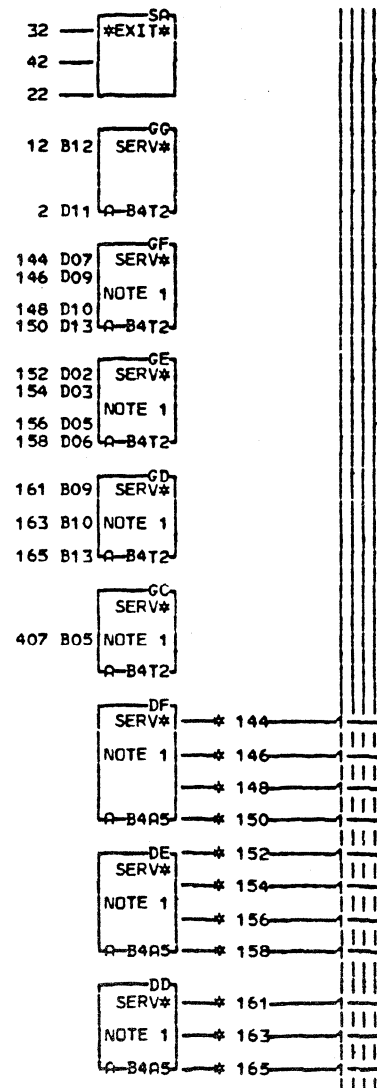 SA
32 *EXIT*
42
22
GG
12 B12 SERV*
2 D11 A B4T2
GF
144 D07 SERV*
146 D09
NOTE 1
148 D10
150 D13 A B4T2
GE
152 D02 SERV*
154 D03
NOTE 1
156 D05
158 D06 A B4T2
GD
161 B09 SERV*
163 B10 NOTE 1
165 B13 A B4T2
GC
SERV*
407 B05 NOTE 1
A B4T2
DF
SERV* * 144
NOTE 1 * 146
* 148
A B4A5 * 150
DE * 152
SERV*
* 154
NOTE 1
* 156
A B4A5 * 158
DD
SERV* * 161
NOTE 1 * 163
A B4A5 * 165